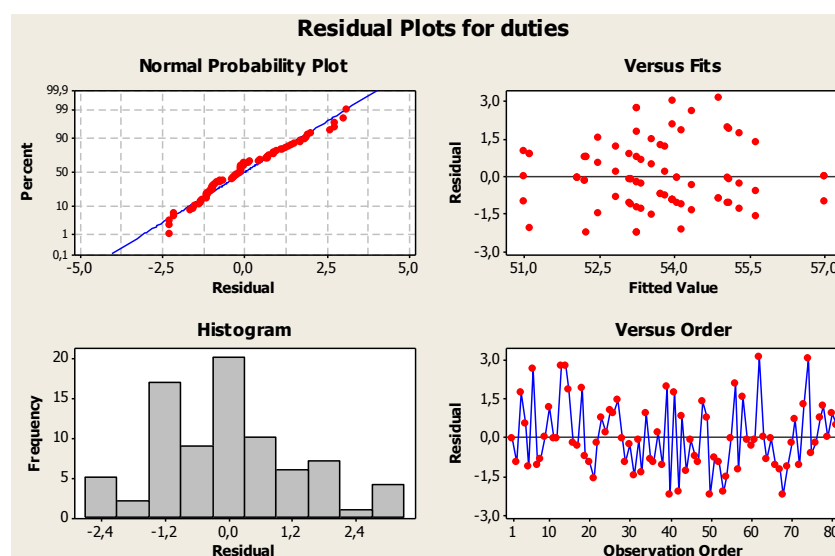 Residual Plots for duties
Normal Probability Plot
99,9
99
90
50
10
1
0,1
Percent
-5,0 -2,5 0,0 2,5 5,0
Residual
Versus Fits
3,0
1,5
0,0
-1,5
-3,0
Residual
51,0 52,5 54,0 55,5 57,0
Fitted Value
Histogram
20
15
10
5
0
Frequency
-2,4 -1,2 0,0 1,2 2,4
Residual
Versus Order
3,0
1,5
0,0
-1,5
-3,0
Residual
1 10 20 30 40 50 60 70 80
Observation Order